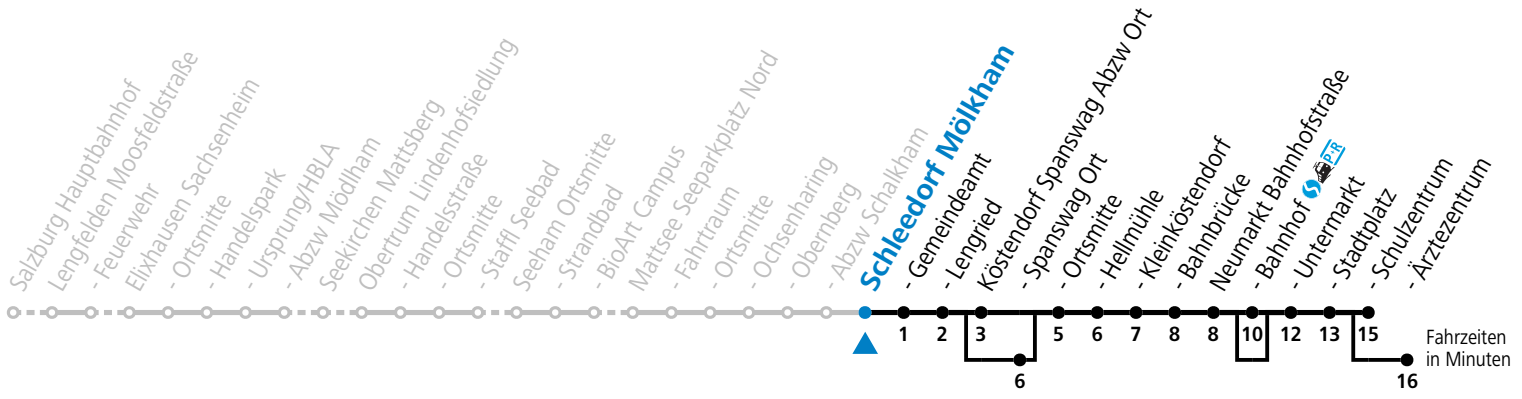 Salzburg Hauptbahnhof
Lengfelden Moosfeldstraße
- Feuerwehr
Elixhausen Sachsenheim
- Ortsmitte
- Handelspark
- Ursprung/HBLA
- Abzw Mödlham
Seekirchen Mattsberg
Obertrum Lindenhofsiedlung
- Handelsstraße
- Ortsmitte
- Staffl Seebad
Seeham Ortsmitte
- Strandbad
- BioArt Campus
Mattsee Seeparkplatz Nord
- Fahrtraum
- Ortsmitte
- Ochsenharing
- Obernberg
- Abzw Schalkham
Schleedorf Mölkham
- Gemeindeamt
- Lengried
Köstendorf Spanswag Abzw Ort
- Spanswag Ort
- Ortsmitte
- Hellmühle
- Kleinköstendorf
- Bahnbrücke
Neumarkt Bahnhofstraße
- Bahnhof P+R
- Untermarkt
- Stadtplatz
- Schulzentrum
- Ärztezentrum
1 2 3 5 6 7 8 8 10 12 13 15
6 16
Fahrzeiten
in Minuten